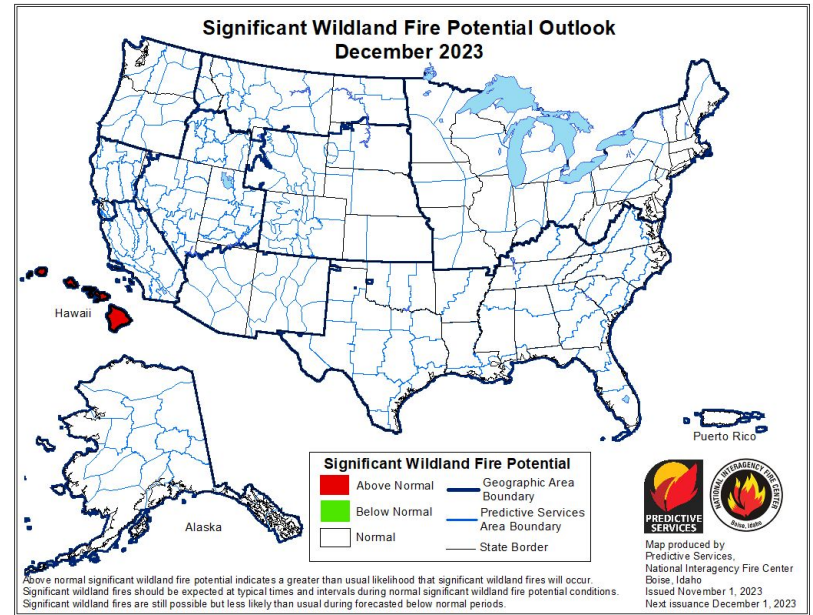 Significant Wildland Fire Potential Outlook
December 2023
Hawaii
Alaska
Puerto Rico
Significant Wildland Fire Potential
Above Normal
Below Normal
Normal
Geographic Area
Boundary
Predictive Services
Area Boundary
State Border
PREDICTIVE
SERVICES
NATIONAL INTERAGENCY FIRE CENTER
Boise, Idaho
Map produced by
Predictive Services,
National Interagency Fire Center
Boise, Idaho
Issued November 1, 2023
Next issuance December 1, 2023
Above normal significant wildland fire potential indicates a greater than usual likelihood that significant wildland fires will occur.
Significant wildland fires should be expected at typical times and intervals during normal significant wildland fire potential conditions.
Significant wildland fires are still possible but less likely than usual during forecasted below normal periods.